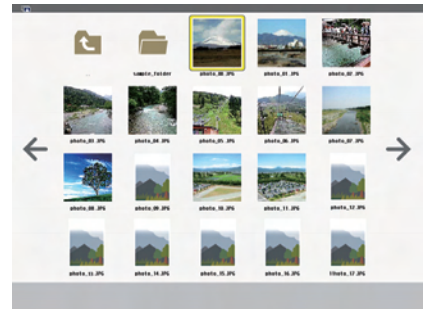 ..
sample_folder
photo_00.JPG
photo_01.JPG
photo_02.JPG
photo_03.JPG
photo_04.JPG
photo_05.JPG
photo_06.JPG
photo_07.JPG
photo_08.JPG
photo_09.JPG
photo_10.JPG
photo_11.JPG
photo_12.JPG
photo_13.JPG
photo_14.JPG
photo_15.JPG
photo_16.JPG